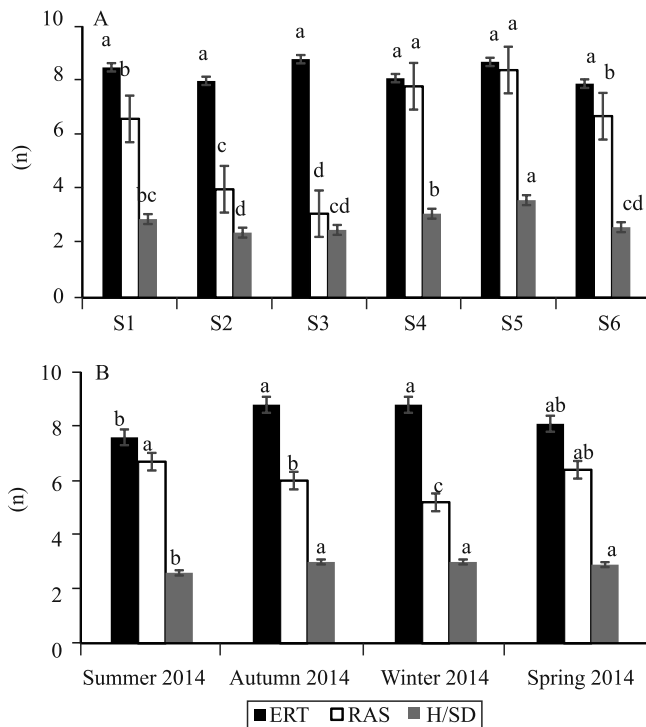 10 A
a a a a a a a a
b b
8
6
c d
(n)
4
bc d cd b a cd
2
0
S1 S2 S3 S4 S5 S6
10 B
a a ab
b a
8
b c ab
6
(n)
4
b a a a
2
0
Summer 2014 Autumn 2014 Winter 2014 Spring 2014
ERT RAS H/SD